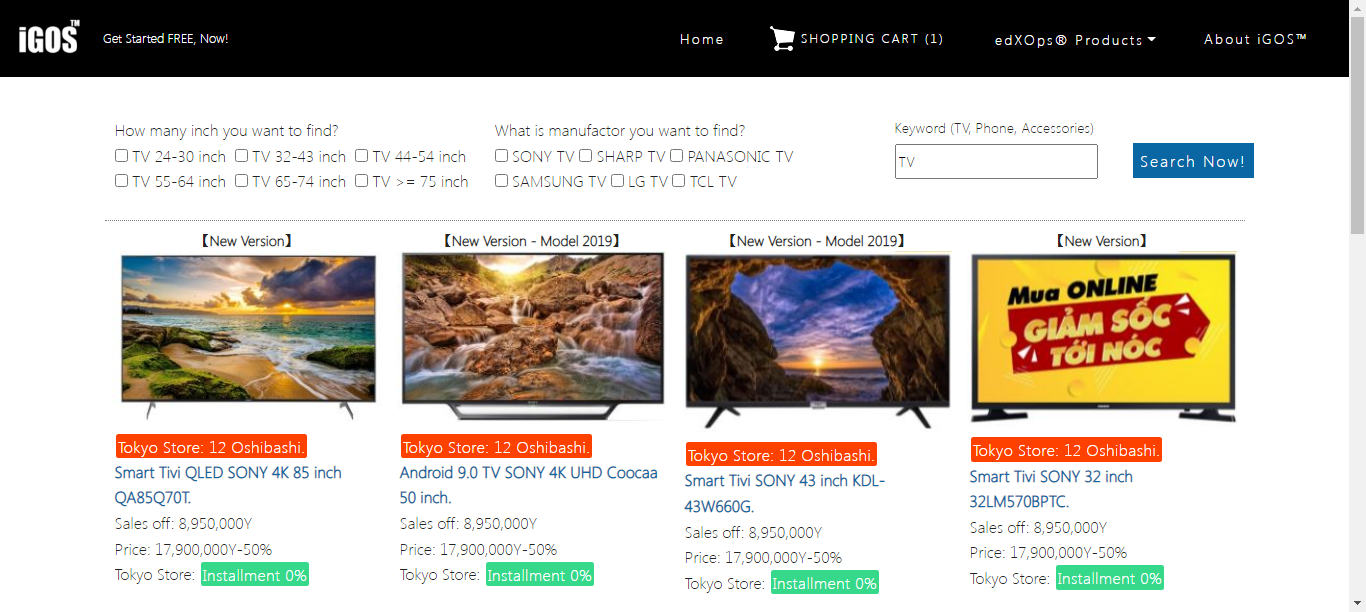 iGOS™
Get Started FREE, Now!
Home
SHOPPING CART (1)
edXOps® Products
About iGOS™
How many inch you want to find?
TV 24-30 inch TV 32-43 inch TV 44-54 inch
TV 55-64 inch TV 65-74 inch TV >= 75 inch
What is manufactor you want to find?
SONY TV SHARP TV PANASONIC TV
SAMSUNG TV LG TV TCL TV
Keyword (TV, Phone, Accessories)
TV
Search Now!
【New Version】
Tokyo Store: 12 Oshibashi.
Smart Tivi QLED SONY 4K 85 inch
QA85Q70T.
Sales off: 8,950,000Y
Price: 17,900,000Y-50%
Tokyo Store: Installment 0%
【New Version - Model 2019】
Tokyo Store: 12 Oshibashi.
Android 9.0 TV SONY 4K UHD Coocaa
50 inch.
Sales off: 8,950,000Y
Price: 17,900,000Y-50%
Tokyo Store: Installment 0%
【New Version - Model 2019】
Tokyo Store: 12 Oshibashi.
Smart Tivi SONY 43 inch KDL-
43W660G.
Sales off: 8,950,000Y
Price: 17,900,000Y-50%
Tokyo Store: Installment 0%
【New Version】
Mua ONLINE
GIẢM SỐC
TỚI NÓC
Tokyo Store: 12 Oshibashi.
Smart Tivi SONY 32 inch
32LM570BPTC.
Sales off: 8,950,000Y
Price: 17,900,000Y-50%
Tokyo Store: Installment 0%